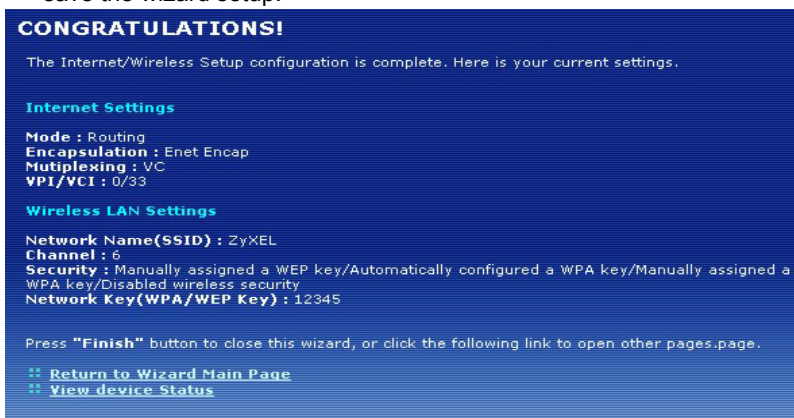 save the wizard setup.
CONGRATULATIONS!
The Internet/Wireless Setup configuration is complete. Here is your current settings.
Internet Settings
Mode : Routing
Encapsulation : Enet Encap
Mutiplexing : VC
VPI/VCI : 0/33
Wireless LAN Settings
Network Name(SSID) : ZyXEL
Channel : 6
Security : Manually assigned a WEP key/Automatically configured a WPA key/Manually assigned a
WPA key/Disabled wireless security
Network Key(WPA/WEP Key) : 12345
Press "Finish" button to close this wizard, or click the following link to open other pages.page.
Return to Wizard Main Page
View device Status